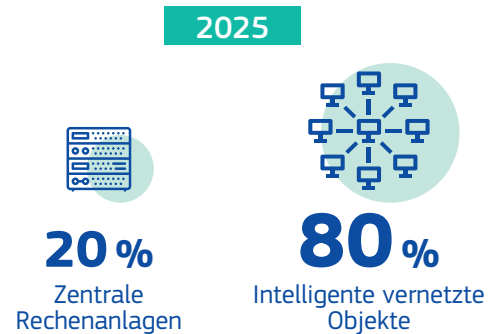 2025
20 %
Zentrale
Rechenanlagen
80 %
Intelligente vernetzte
Objekte